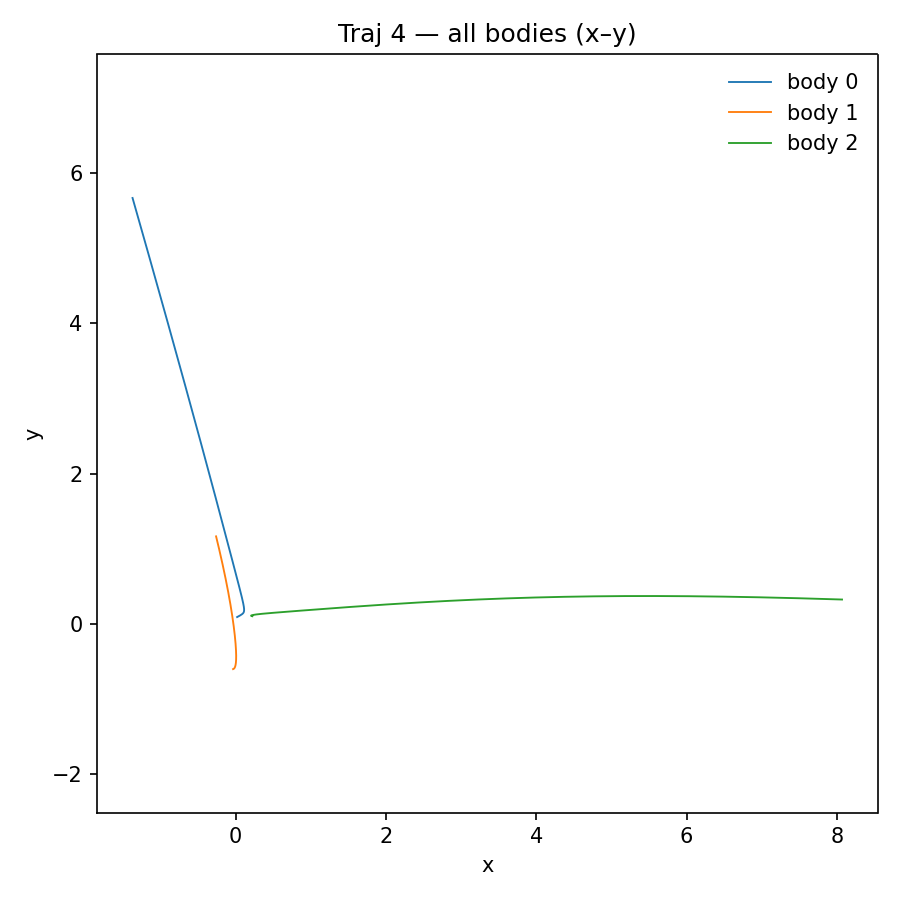 Traj 4 — all bodies (x–y)
body 0
body 1
body 2
6
4
2
0
−2
y
0 2 4 6 8
x